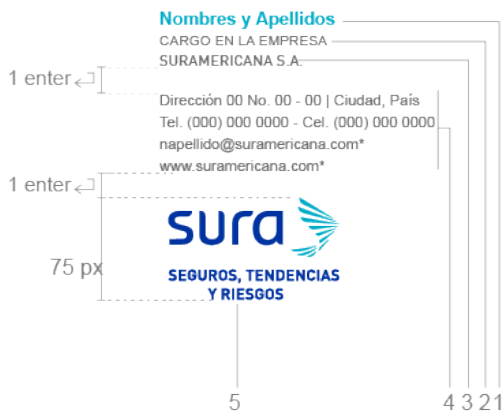 Nombres y Apellidos
CARGO EN LA EMPRESA
SURAMERICANA S.A.
1 enter
Dirección 00 No. 00 - 00 | Ciudad, País
Tel. (000) 000 0000 - Cel. (000) 000 0000
napellido@suramericana.com*
www.suramericana.com*
1 enter
sura
75 px
SEGUROS, TENDENCIAS
Y RIESGOS
5 4 3 2 1